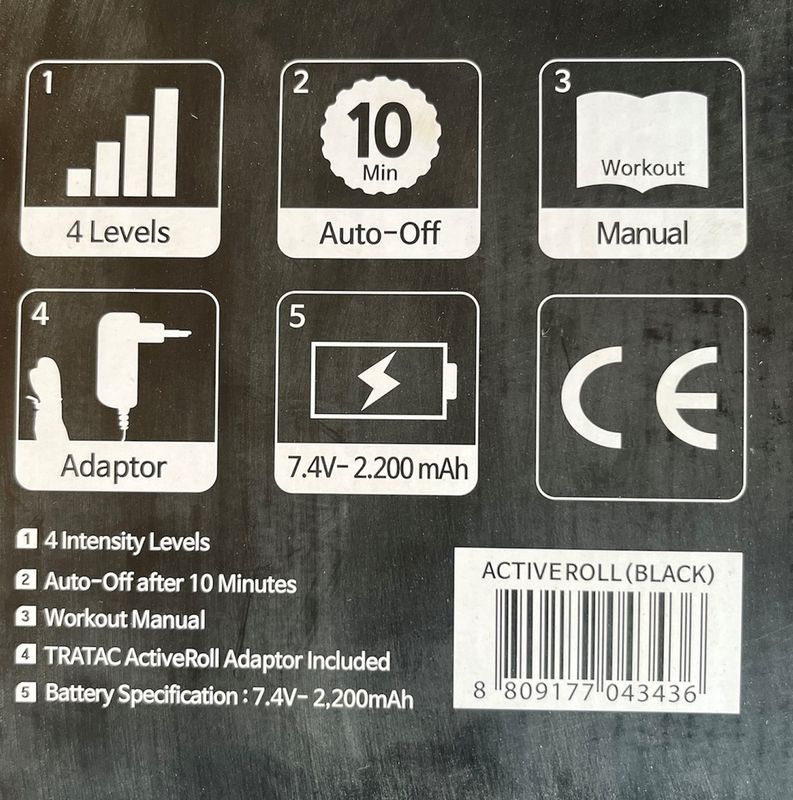 1
4 Levels
2
10
Min
Auto-Off
3
Workout
Manual
4
Adaptor
5
7.4V- 2.200 mAh
CE
1 4 Intensity Levels
2 Auto-Off after 10 Minutes
3 Workout Manual
4 TRATAC ActiveRoll Adaptor Included
5 Battery Specification : 7.4V- 2,200mAh
ACTIVEROLL(BLACK)
8 809177 043436